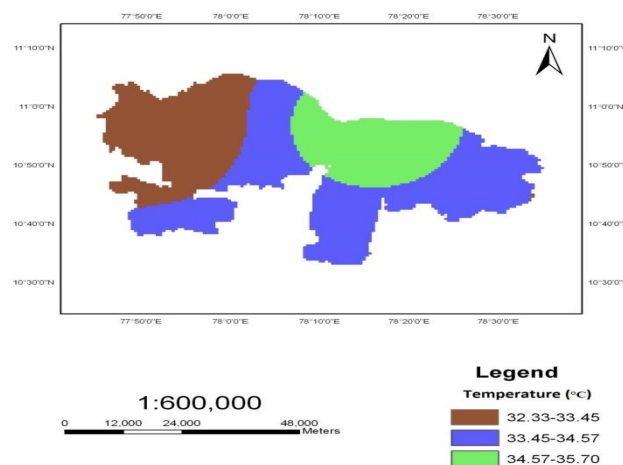 77°50'0"E 78°0'0"E 78°10'0"E 78°20'0"E 78°30'0"E
N
11°10'0"N 11°10'0"N
11°0'0"N 11°0'0"N
10°50'0"N 10°50'0"N
10°40'0"N 10°40'0"N
10°30'0"N 10°30'0"N
77°50'0"E 78°0'0"E 78°10'0"E 78°20'0"E 78°30'0"E
Legend
Temperature (°C)
32.33-33.45
33.45-34.57
34.57-35.70
1:600,000
0 12,000 24,000 48,000
Meters